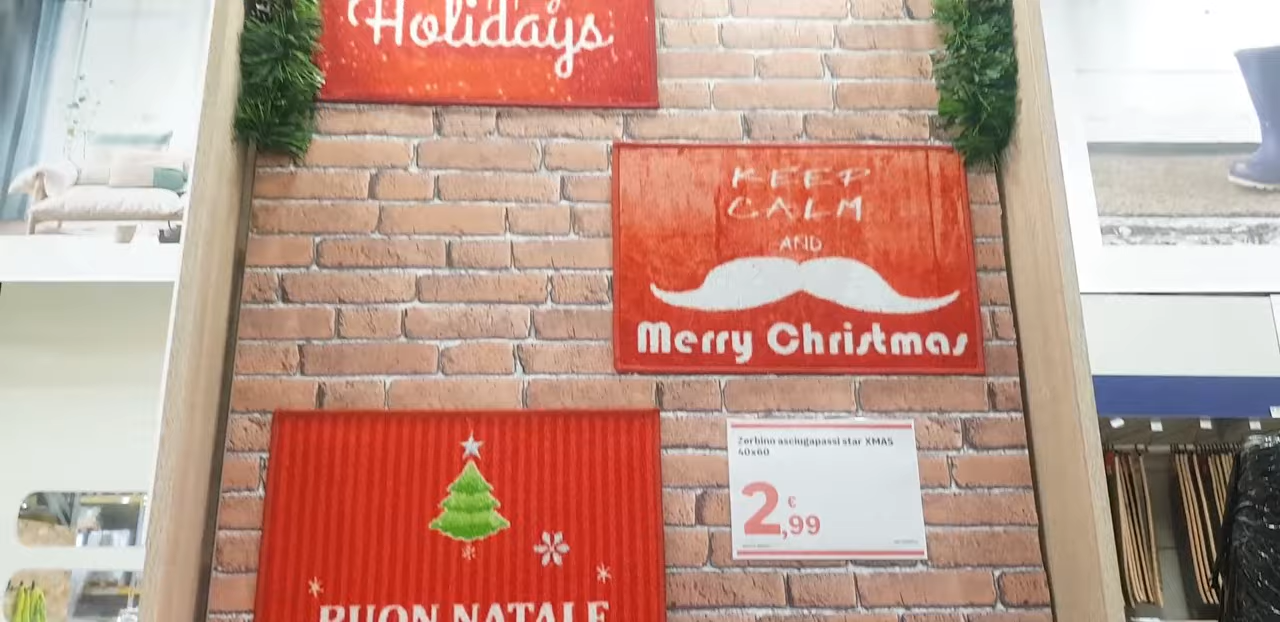 Holidays
KEEP
CALM
AND
Merry Christmas
Zerbino asciugapassi star XMAS
40x60
2,99 €
BUON NATALE